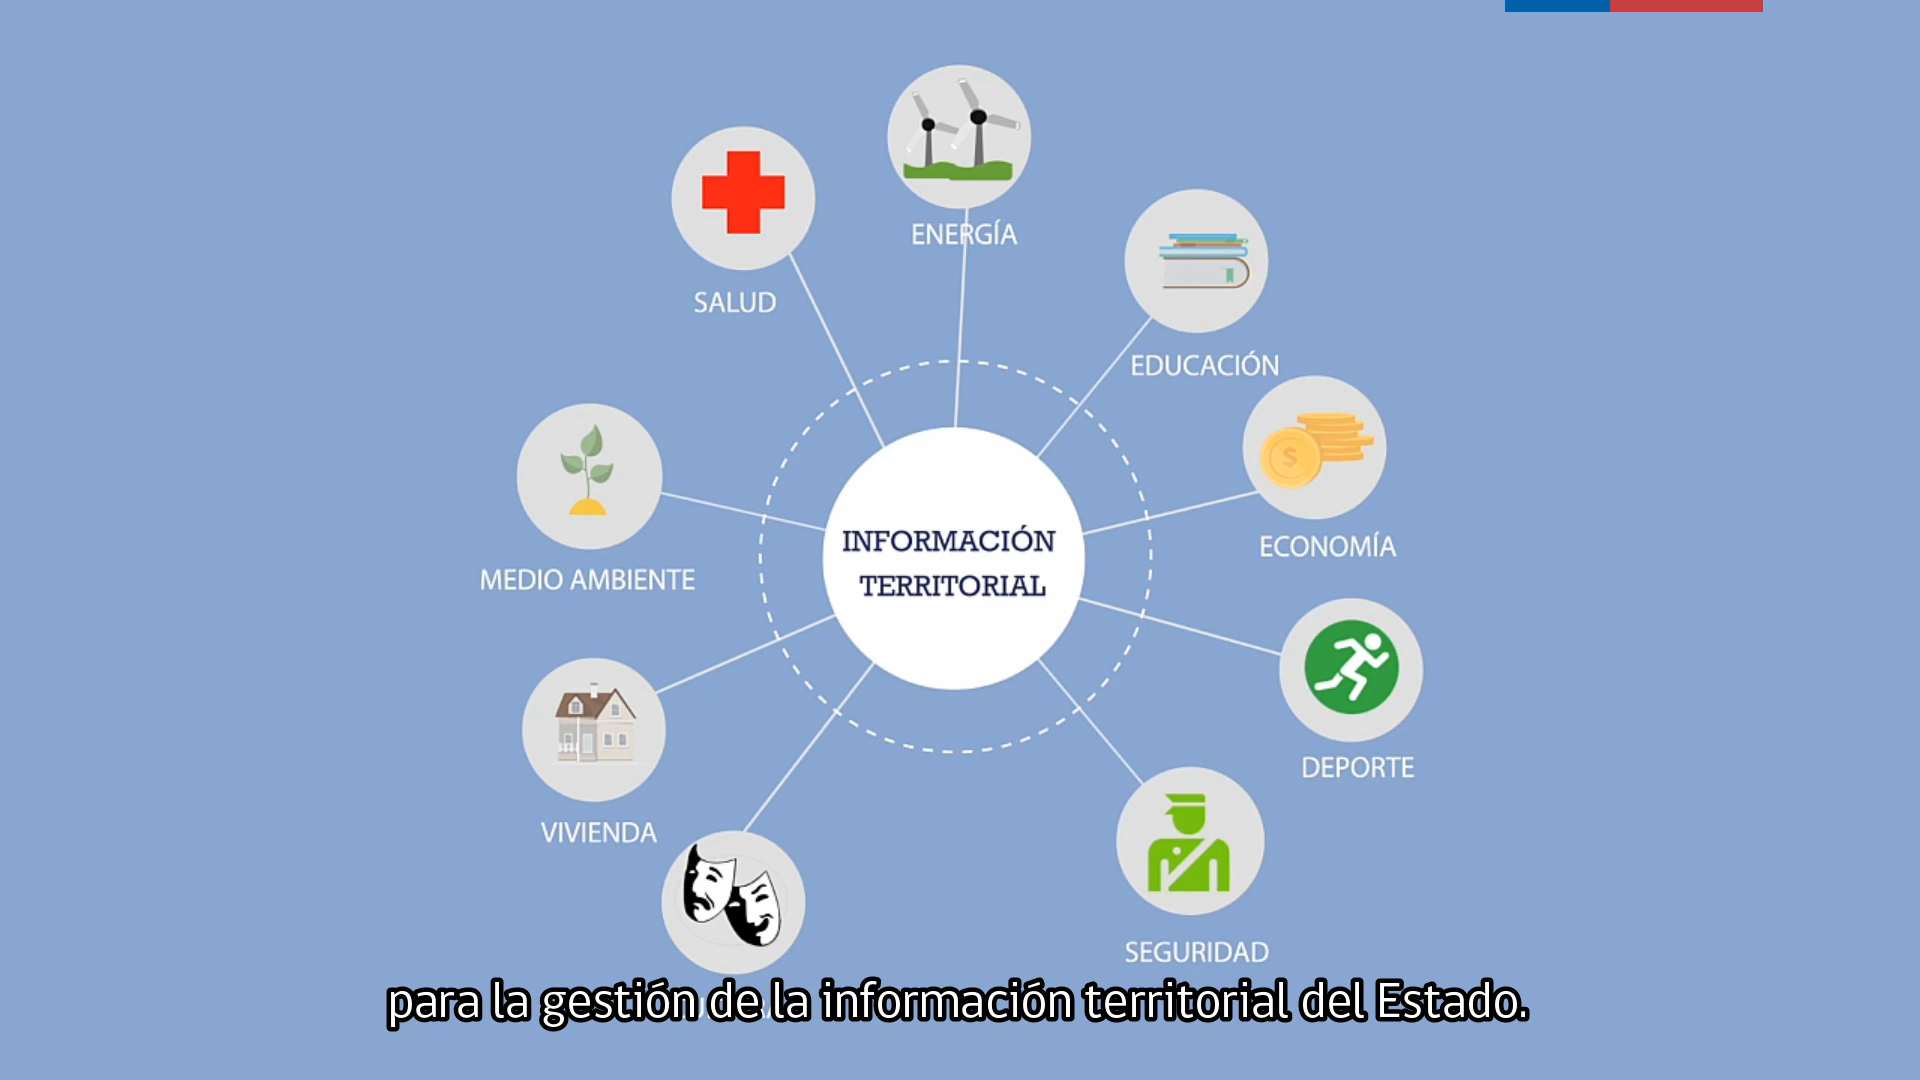 ENERGÍA
SALUD
EDUCACIÓN
ECONOMÍA
INFORMACIÓN
TERRITORIAL
MEDIO AMBIENTE
DEPORTE
VIVIENDA
SEGURIDAD
para la gestión de la información territorial del Estado.